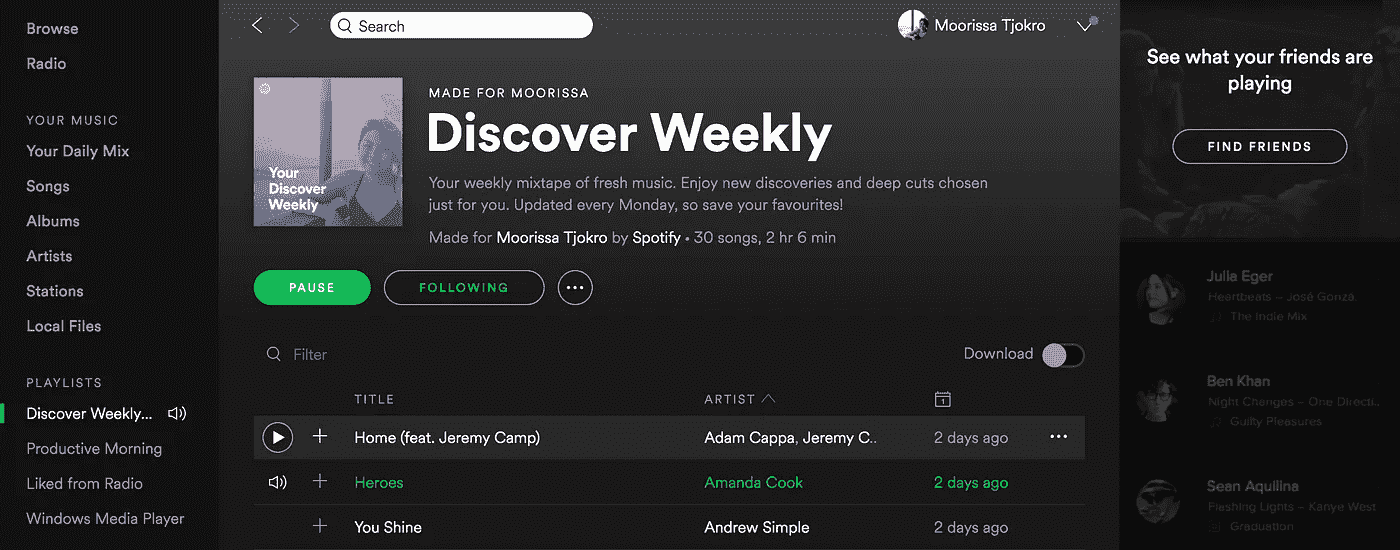 Browse
Radio
YOUR MUSIC
Your Daily Mix
Songs
Albums
Artists
Stations
Local Files
PLAYLISTS
Discover Weekly...
Productive Morning
Liked from Radio
Windows Media Player
Search
Moorissa Tjokro
Your
Discover
Weekly
MADE FOR MOORISSA
Discover Weekly
Your weekly mixtape of fresh music. Enjoy new discoveries and deep cuts chosen
just for you. Updated every Monday, so save your favourites!
Made for Moorissa Tjokro by Spotify • 30 songs, 2 hr 6 min
PAUSE
FOLLOWING
Filter
Download
TITLE ARTIST
Home (feat. Jeremy Camp) Adam Cappa, Jeremy C.. 2 days ago
Heroes Amanda Cook 2 days ago
You Shine Andrew Simple 2 days ago
See what your friends are
playing
FIND FRIENDS
Julia Eger
Heartbeats – José Gonzá.
The Indie Mix
Ben Khan
Night Changes – One Directi..
Guilty Pleasures
Sean Aquilina
Flashing Lights – Kanye West
Graduation